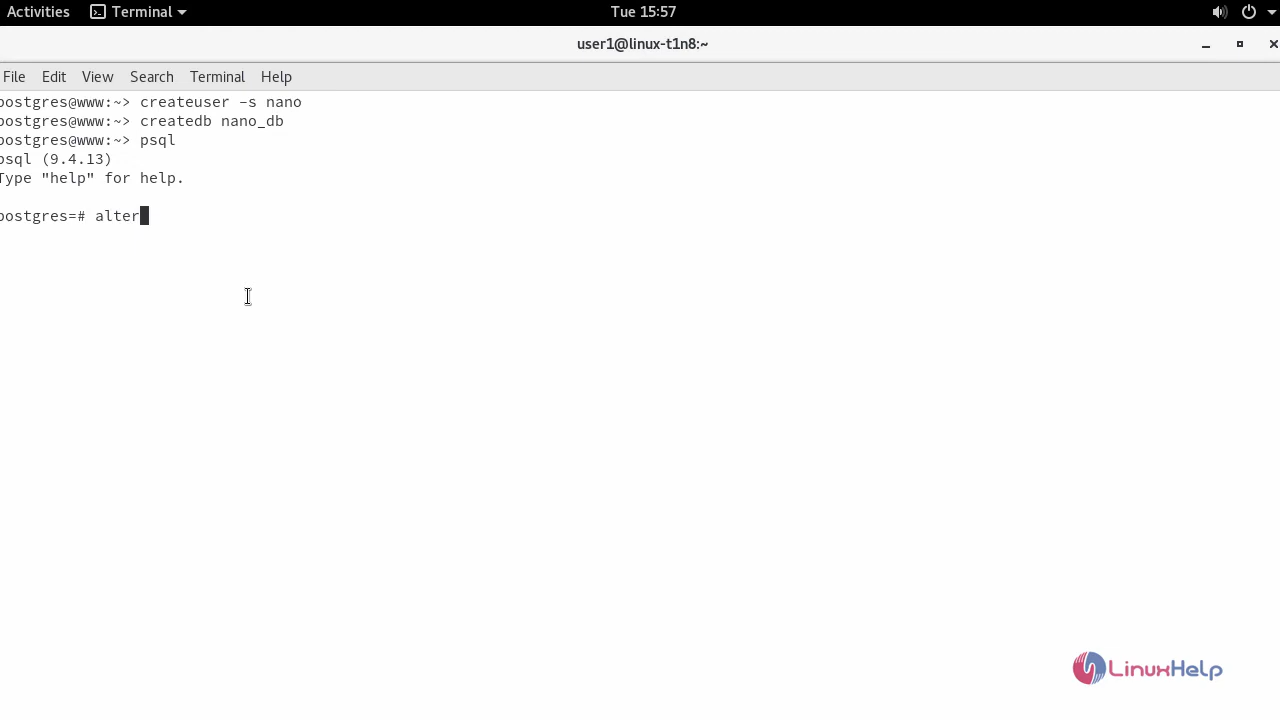 Activities Terminal Tue 15:57
user1@linux-t1n8:~
File Edit View Search Terminal Help
postgres@www:~> createuser -s nano
postgres@www:~> createdb nano_db
postgres@www:~> psql
psql (9.4.13)
Type "help" for help.
postgres=# alter
LinuxHelp